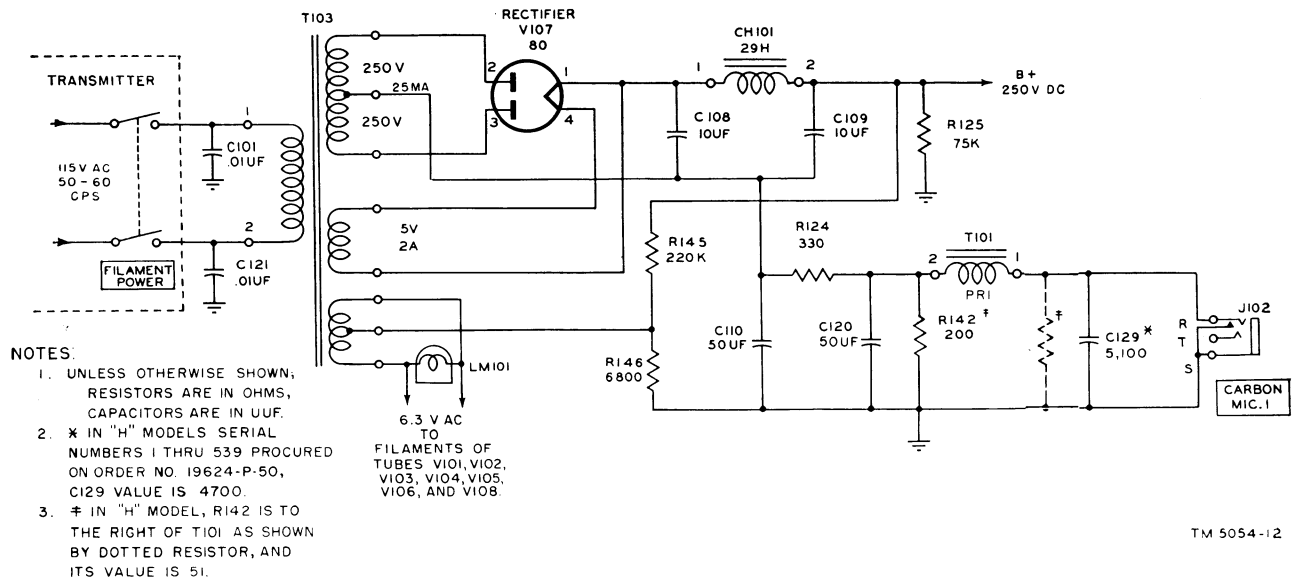 T103
RECTIFIER
V107
80
CH101
29H
TRANSMITTER
115V AC
50-60
CPS
FILAMENT
POWER
1
C101
.01UF
2
C121
.01UF
250V
25MA
250V
5V
2A
2
3
1
4
1
2
C108
10UF
C109
10UF
B+
250V DC
R125
75K
R145
220K
R146
6800
R124
330
C110
50UF
C120
50UF
R142 ‡
200
T101
2
1
PRI
‡
C129 *
5,100
J102
R
T
S
CARBON
MIC. 1
LM101
6.3 V AC
TO
FILAMENTS OF
TUBES V101, V102,
V103, V104, V105,
V106, AND V108.
NOTES:
1. UNLESS OTHERWISE SHOWN;
RESISTORS ARE IN OHMS,
CAPACITORS ARE IN UUF.
2. * IN "H" MODELS SERIAL
NUMBERS 1 THRU 539 PROCURED
ON ORDER NO. 19624-P-50,
C129 VALUE IS 4700.
3. ‡ IN "H" MODEL, R142 IS TO
THE RIGHT OF T101 AS SHOWN
BY DOTTED RESISTOR, AND
ITS VALUE IS 51.
TM 5054-12